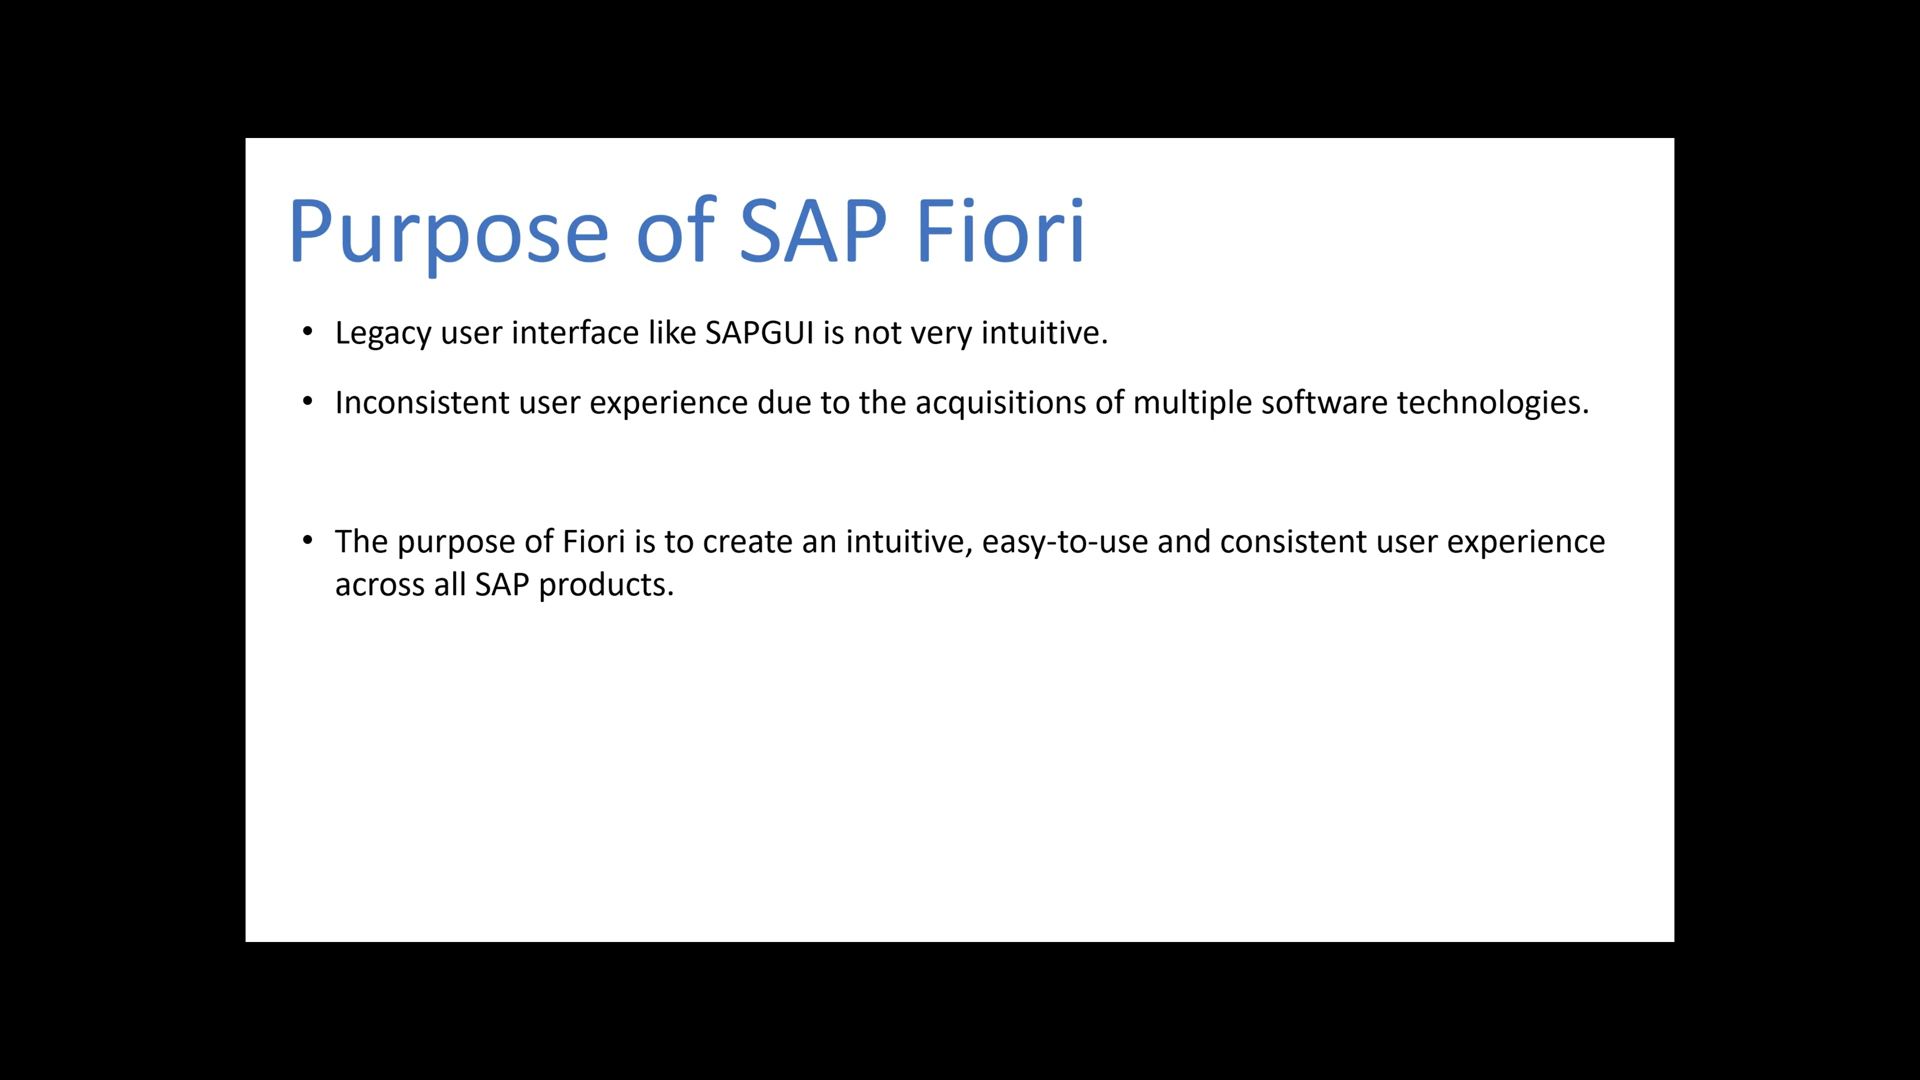 Purpose of SAP Fiori
• Legacy user interface like SAPGUI is not very intuitive.
• Inconsistent user experience due to the acquisitions of multiple software technologies.
• The purpose of Fiori is to create an intuitive, easy-to-use and consistent user experience
across all SAP products.